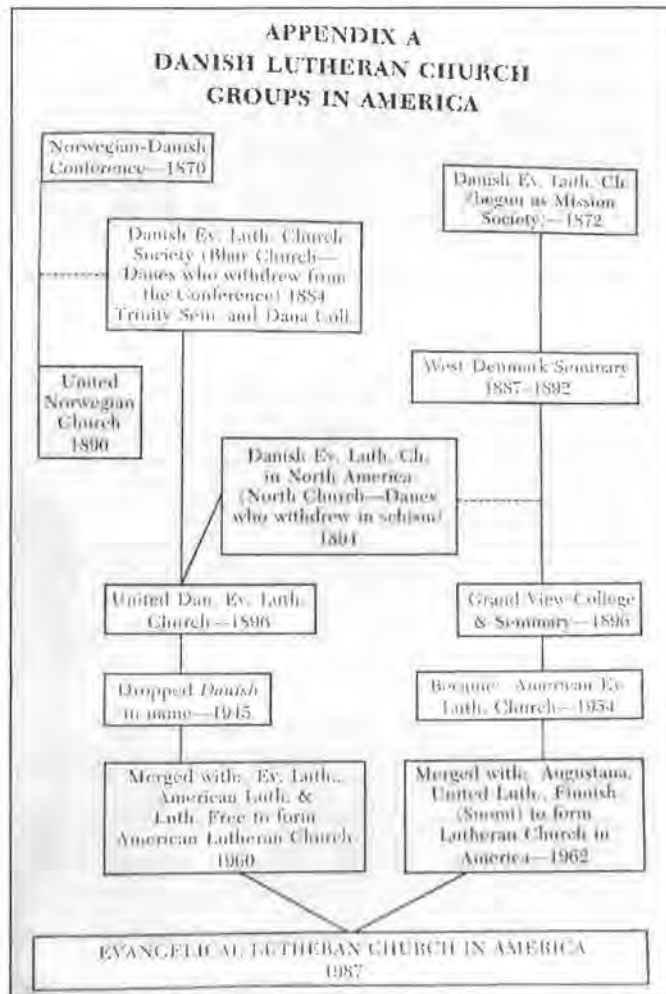 APPENDIX A
DANISH LUTHERAN CHURCH
GROUPS IN AMERICA
Norwegian-Danish
Conference—1870
Danish Ev. Luth. Ch.
(begun as Mission
Society)—1872
Danish Ev. Luth. Church
Society (Blair Church—
Danes who withdrew from
the Conference) 1884
Trinity Sem. and Dana Coll.
United
Norwegian
Church
1890
West Denmark Seminary
1887–1892
Danish Ev. Luth. Ch.
in North America
(North Church—Danes
who withdrew in schism)
1894
United Dan. Ev. Luth.
Church—1896
Grand View College
& Seminary—1896
Dropped Danish
in name—1945
Became American Ev.
Luth. Church—1954
Merged with: Ev. Luth.,
American Luth. &
Luth. Free to form
American Lutheran Church
1960
Merged with: Augustana,
United Luth., Finnish
(Suomi) to form
Lutheran Church in
America—1962
EVANGELICAL LUTHERAN CHURCH IN AMERICA
1987